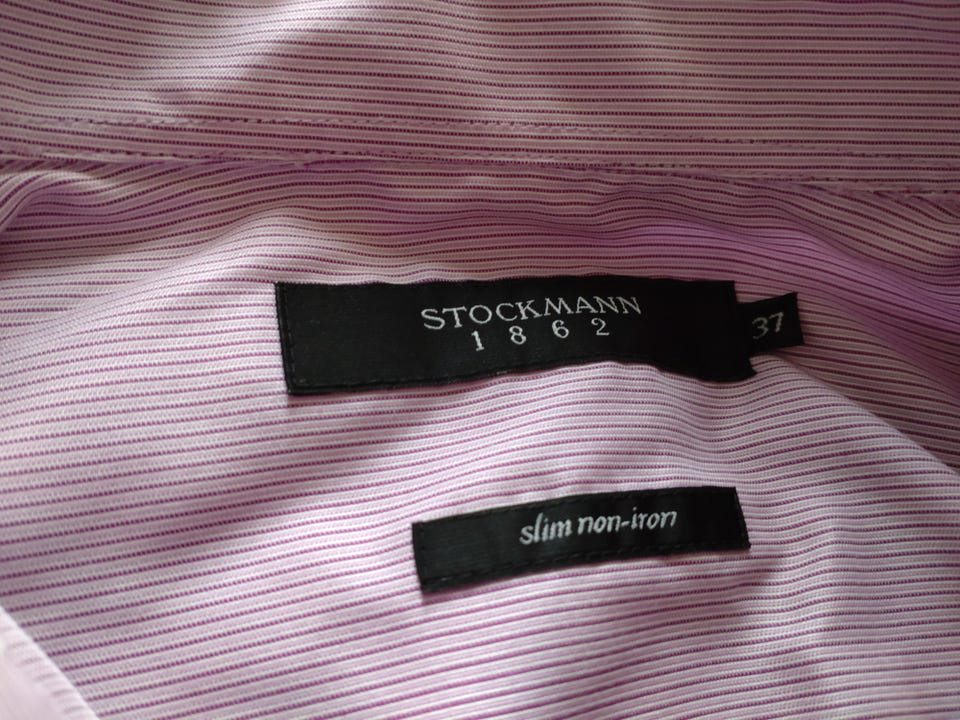 STOCKMANN
1862
37
slim non-iron